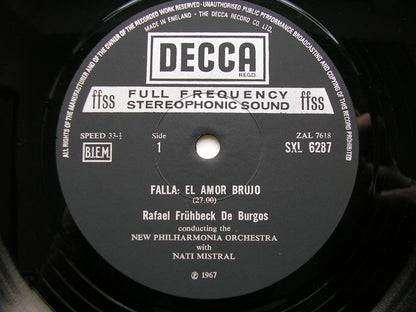 ALL RIGHTS OF THE MANUFACTURER AND OF THE OWNER OF THE RECORDED WORK RESERVED · UNAUTHORISED PUBLIC PERFORMANCE BROADCASTING AND COPYING OF THIS RECORD PROHIBITED
MADE IN ENGLAND · THE DECCA RECORD CO. LTD.
DECCA
REGD.
ffss FULL FREQUENCY ffss
STEREOPHONIC SOUND
SPEED 33-⅓ Side ZAL 7618
B.I.E.M. 1 SXL 6287
FALLA: EL AMOR BRUJO
(27.00)
Rafael Frühbeck De Burgos
conducting the
NEW PHILHARMONIA ORCHESTRA
with
NATI MISTRAL
℗ 1967